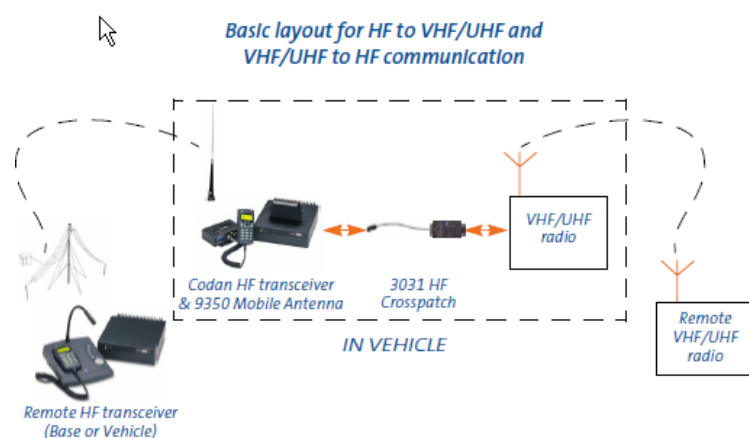 Basic layout for HF to VHF/UHF and
VHF/UHF to HF communication
VHF/UHF
radio
Codan HF transceiver
& 9350 Mobile Antenna
3031 HF
Crosspatch
Remote
VHF/UHF
radio
IN VEHICLE
Remote HF transceiver
(Base or Vehicle)